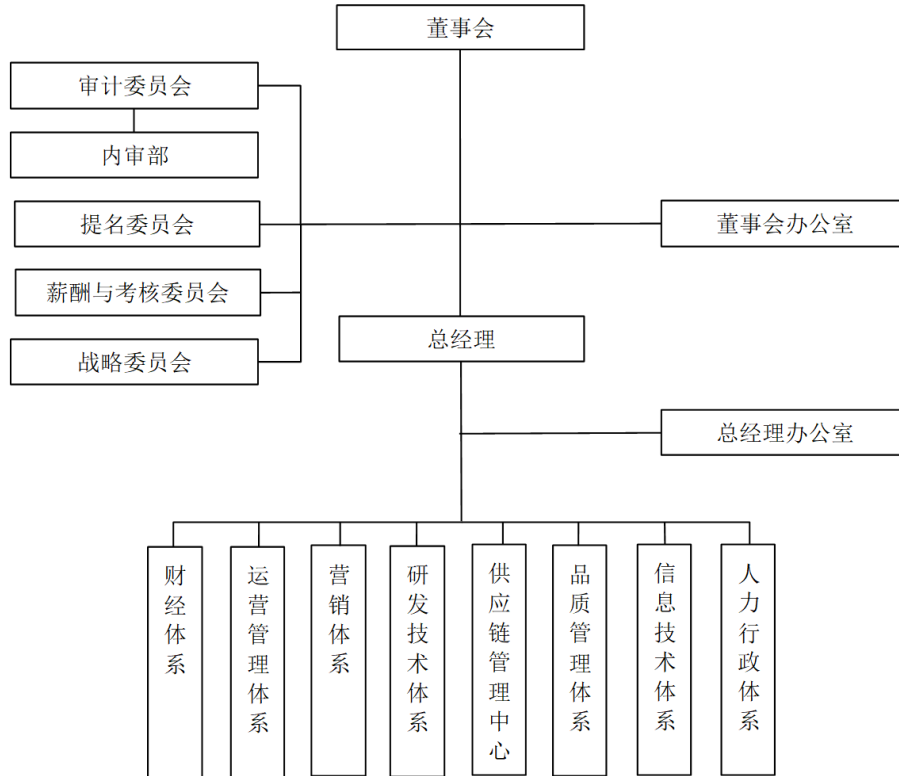 董事会
审计委员会
内审部
提名委员会
董事会办公室
薪酬与考核委员会
总经理
战略委员会
总经理办公室
财经体系
运营管理体系
营销体系
研发技术体系
供应链管理中心
品质管理体系
信息技术体系
人力行政体系